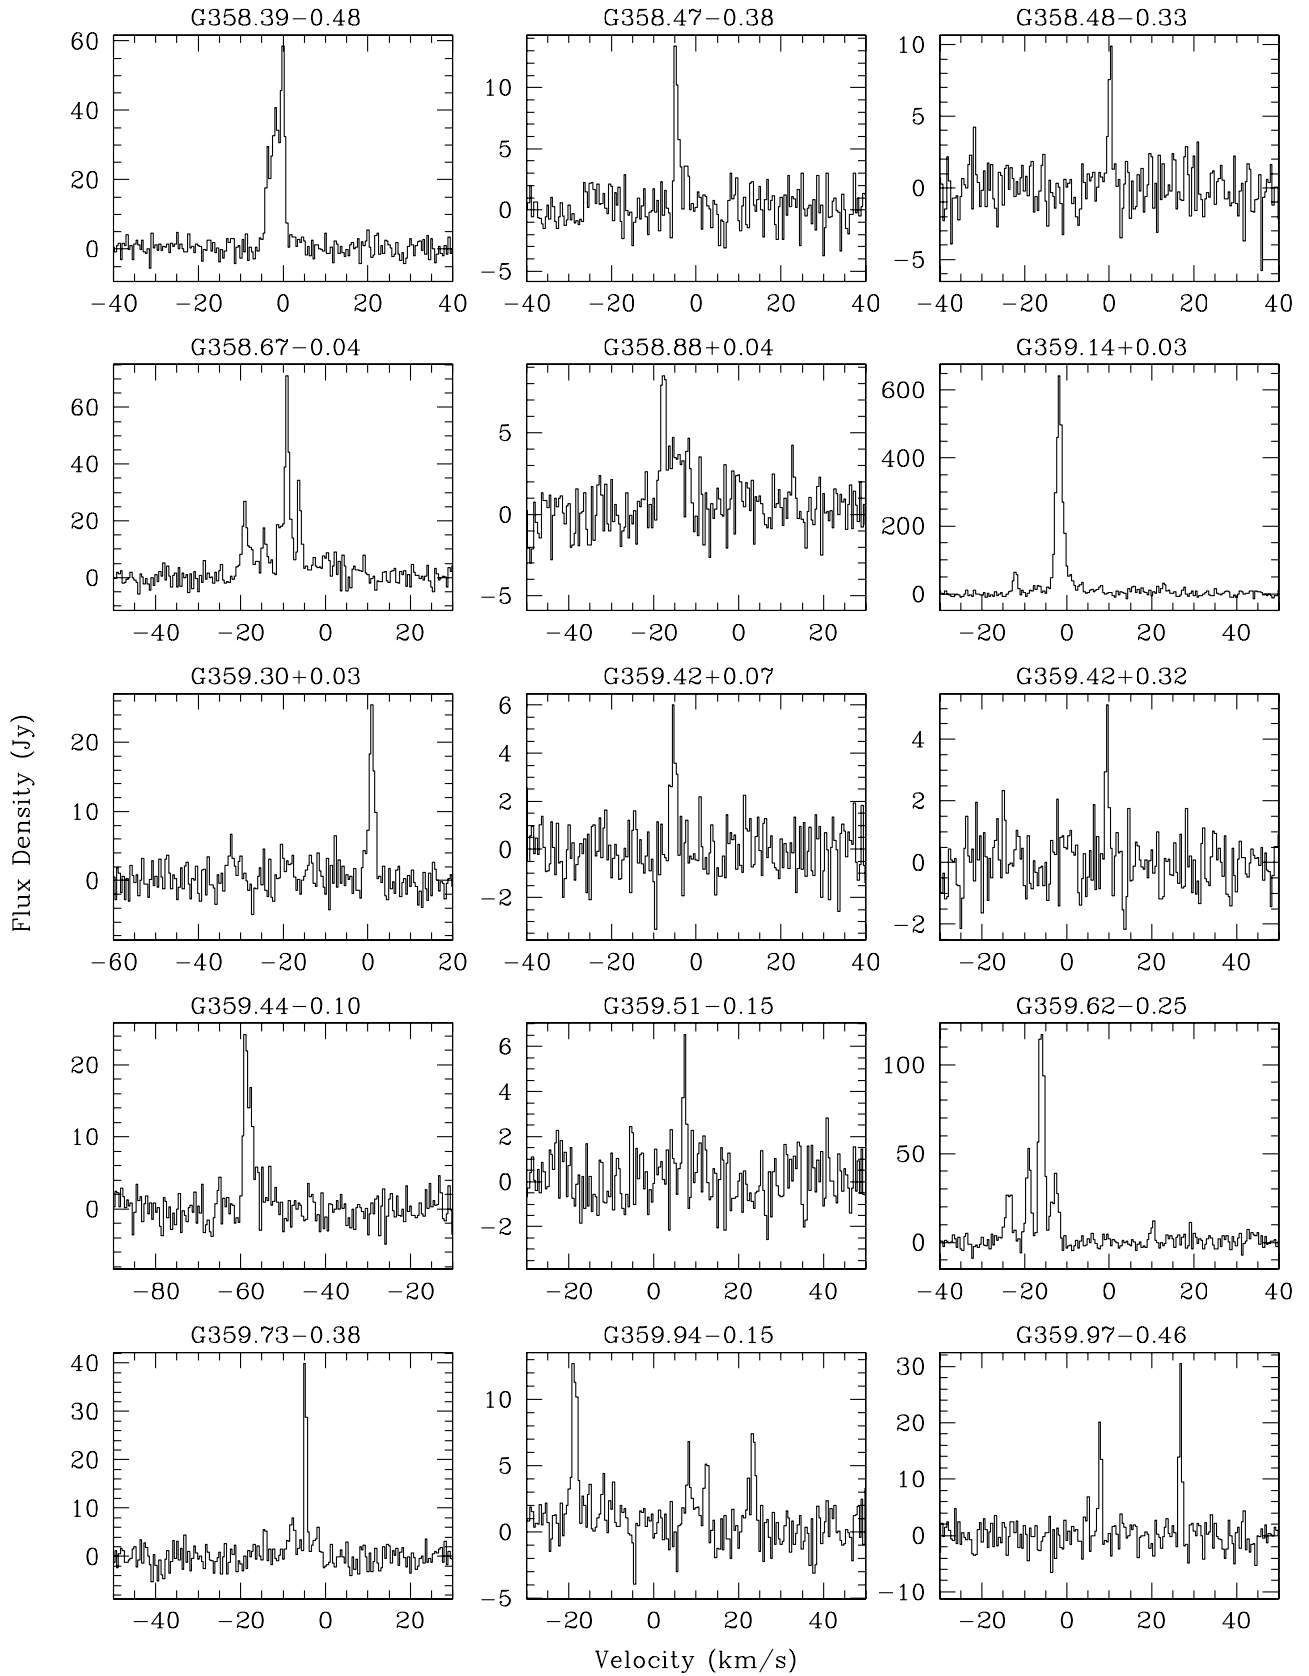 G358.39−0.48 G358.47−0.38 G358.48−0.33
60 40 20 0
10 5 0 −5
10 5 0 −5
−40 −20 0 20 40 −40 −20 0 20 40 −40 −20 0 20 40
G358.67−0.04 G358.88+0.04 G359.14+0.03
60 40 20 0
5 0 −5
600 400 200 0
−40 −20 0 20 −40 −20 0 20 −20 0 20 40
G359.30+0.03 G359.42+0.07 G359.42+0.32
20 10 0
6 4 2 0 −2
4 2 0 −2
−60 −40 −20 0 20 −40 −20 0 20 40 −20 0 20 40
Flux Density (Jy)
G359.44−0.10 G359.51−0.15 G359.62−0.25
20 10 0
6 4 2 0 −2
100 50 0
−80 −60 −40 −20 −20 0 20 40 −40 −20 0 20 40
G359.73−0.38 G359.94−0.15 G359.97−0.46
40 30 20 10 0
10 5 0 −5
30 20 10 0 −10
−40 −20 0 20 −20 0 20 40 −20 0 20 40
Velocity (km/s)